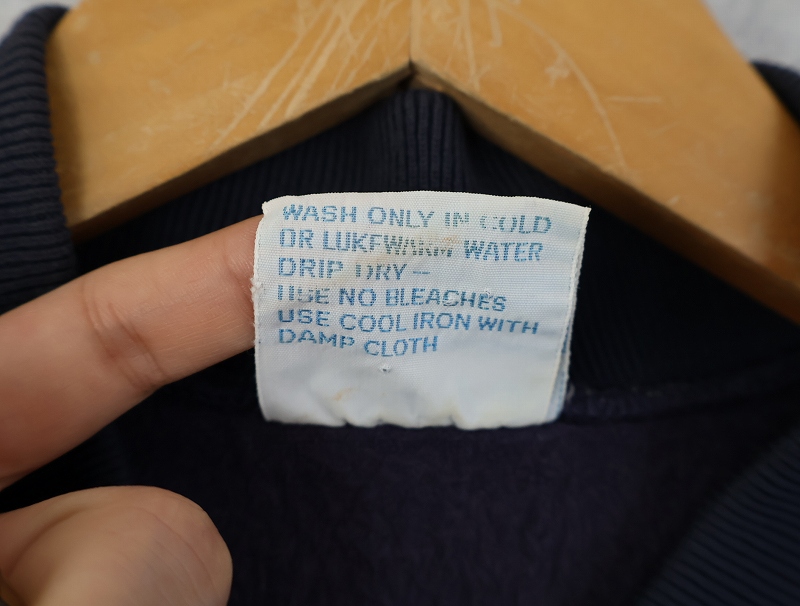 WASH ONLY IN COLD
OR LUKEWARM WATER
DRIP DRY –
USE NO BLEACHES
USE COOL IRON WITH
DAMP CLOTH